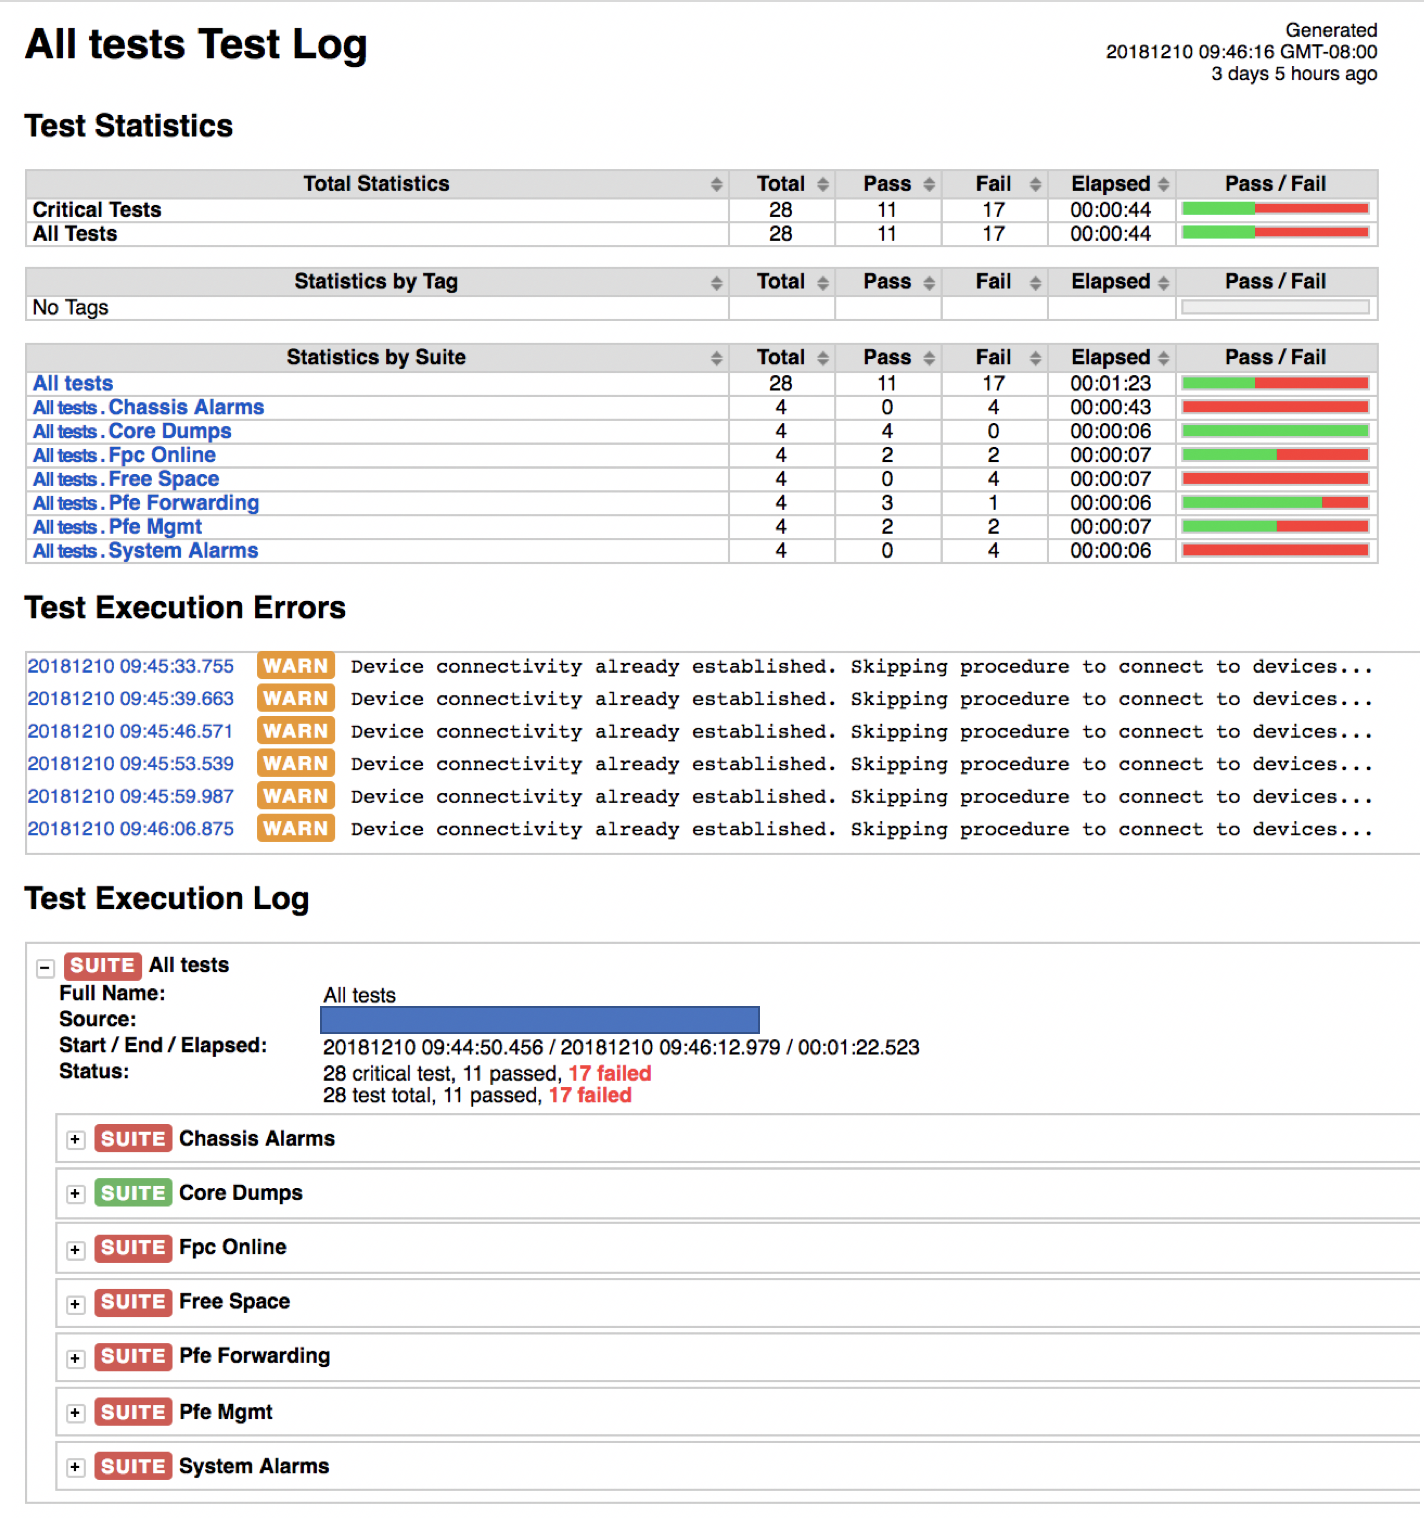 All tests Test Log
Generated
20181210 09:46:16 GMT-08:00
3 days 5 hours ago
Test Statistics
Total Statistics Total Pass Fail Elapsed Pass / Fail
Critical Tests 28 11 17 00:00:44
All Tests 28 11 17 00:00:44
Statistics by Tag Total Pass Fail Elapsed Pass / Fail
No Tags
Statistics by Suite Total Pass Fail Elapsed Pass / Fail
All tests 28 11 17 00:01:23
All tests . Chassis Alarms 4 0 4 00:00:43
All tests . Core Dumps 4 4 0 00:00:06
All tests . Fpc Online 4 2 2 00:00:07
All tests . Free Space 4 0 4 00:00:07
All tests . Pfe Forwarding 4 3 1 00:00:06
All tests . Pfe Mgmt 4 2 2 00:00:07
All tests . System Alarms 4 0 4 00:00:06
Test Execution Errors
20181210 09:45:33.755 WARN Device connectivity already established. Skipping procedure to connect to devices...
20181210 09:45:39.663 WARN Device connectivity already established. Skipping procedure to connect to devices...
20181210 09:45:46.571 WARN Device connectivity already established. Skipping procedure to connect to devices...
20181210 09:45:53.539 WARN Device connectivity already established. Skipping procedure to connect to devices...
20181210 09:45:59.987 WARN Device connectivity already established. Skipping procedure to connect to devices...
20181210 09:46:06.875 WARN Device connectivity already established. Skipping procedure to connect to devices...
Test Execution Log
- SUITE All tests
Full Name: All tests
Source:
Start / End / Elapsed: 20181210 09:44:50.456 / 20181210 09:46:12.979 / 00:01:22.523
Status: 28 critical test, 11 passed, 17 failed
28 test total, 11 passed, 17 failed
+ SUITE Chassis Alarms
+ SUITE Core Dumps
+ SUITE Fpc Online
+ SUITE Free Space
+ SUITE Pfe Forwarding
+ SUITE Pfe Mgmt
+ SUITE System Alarms